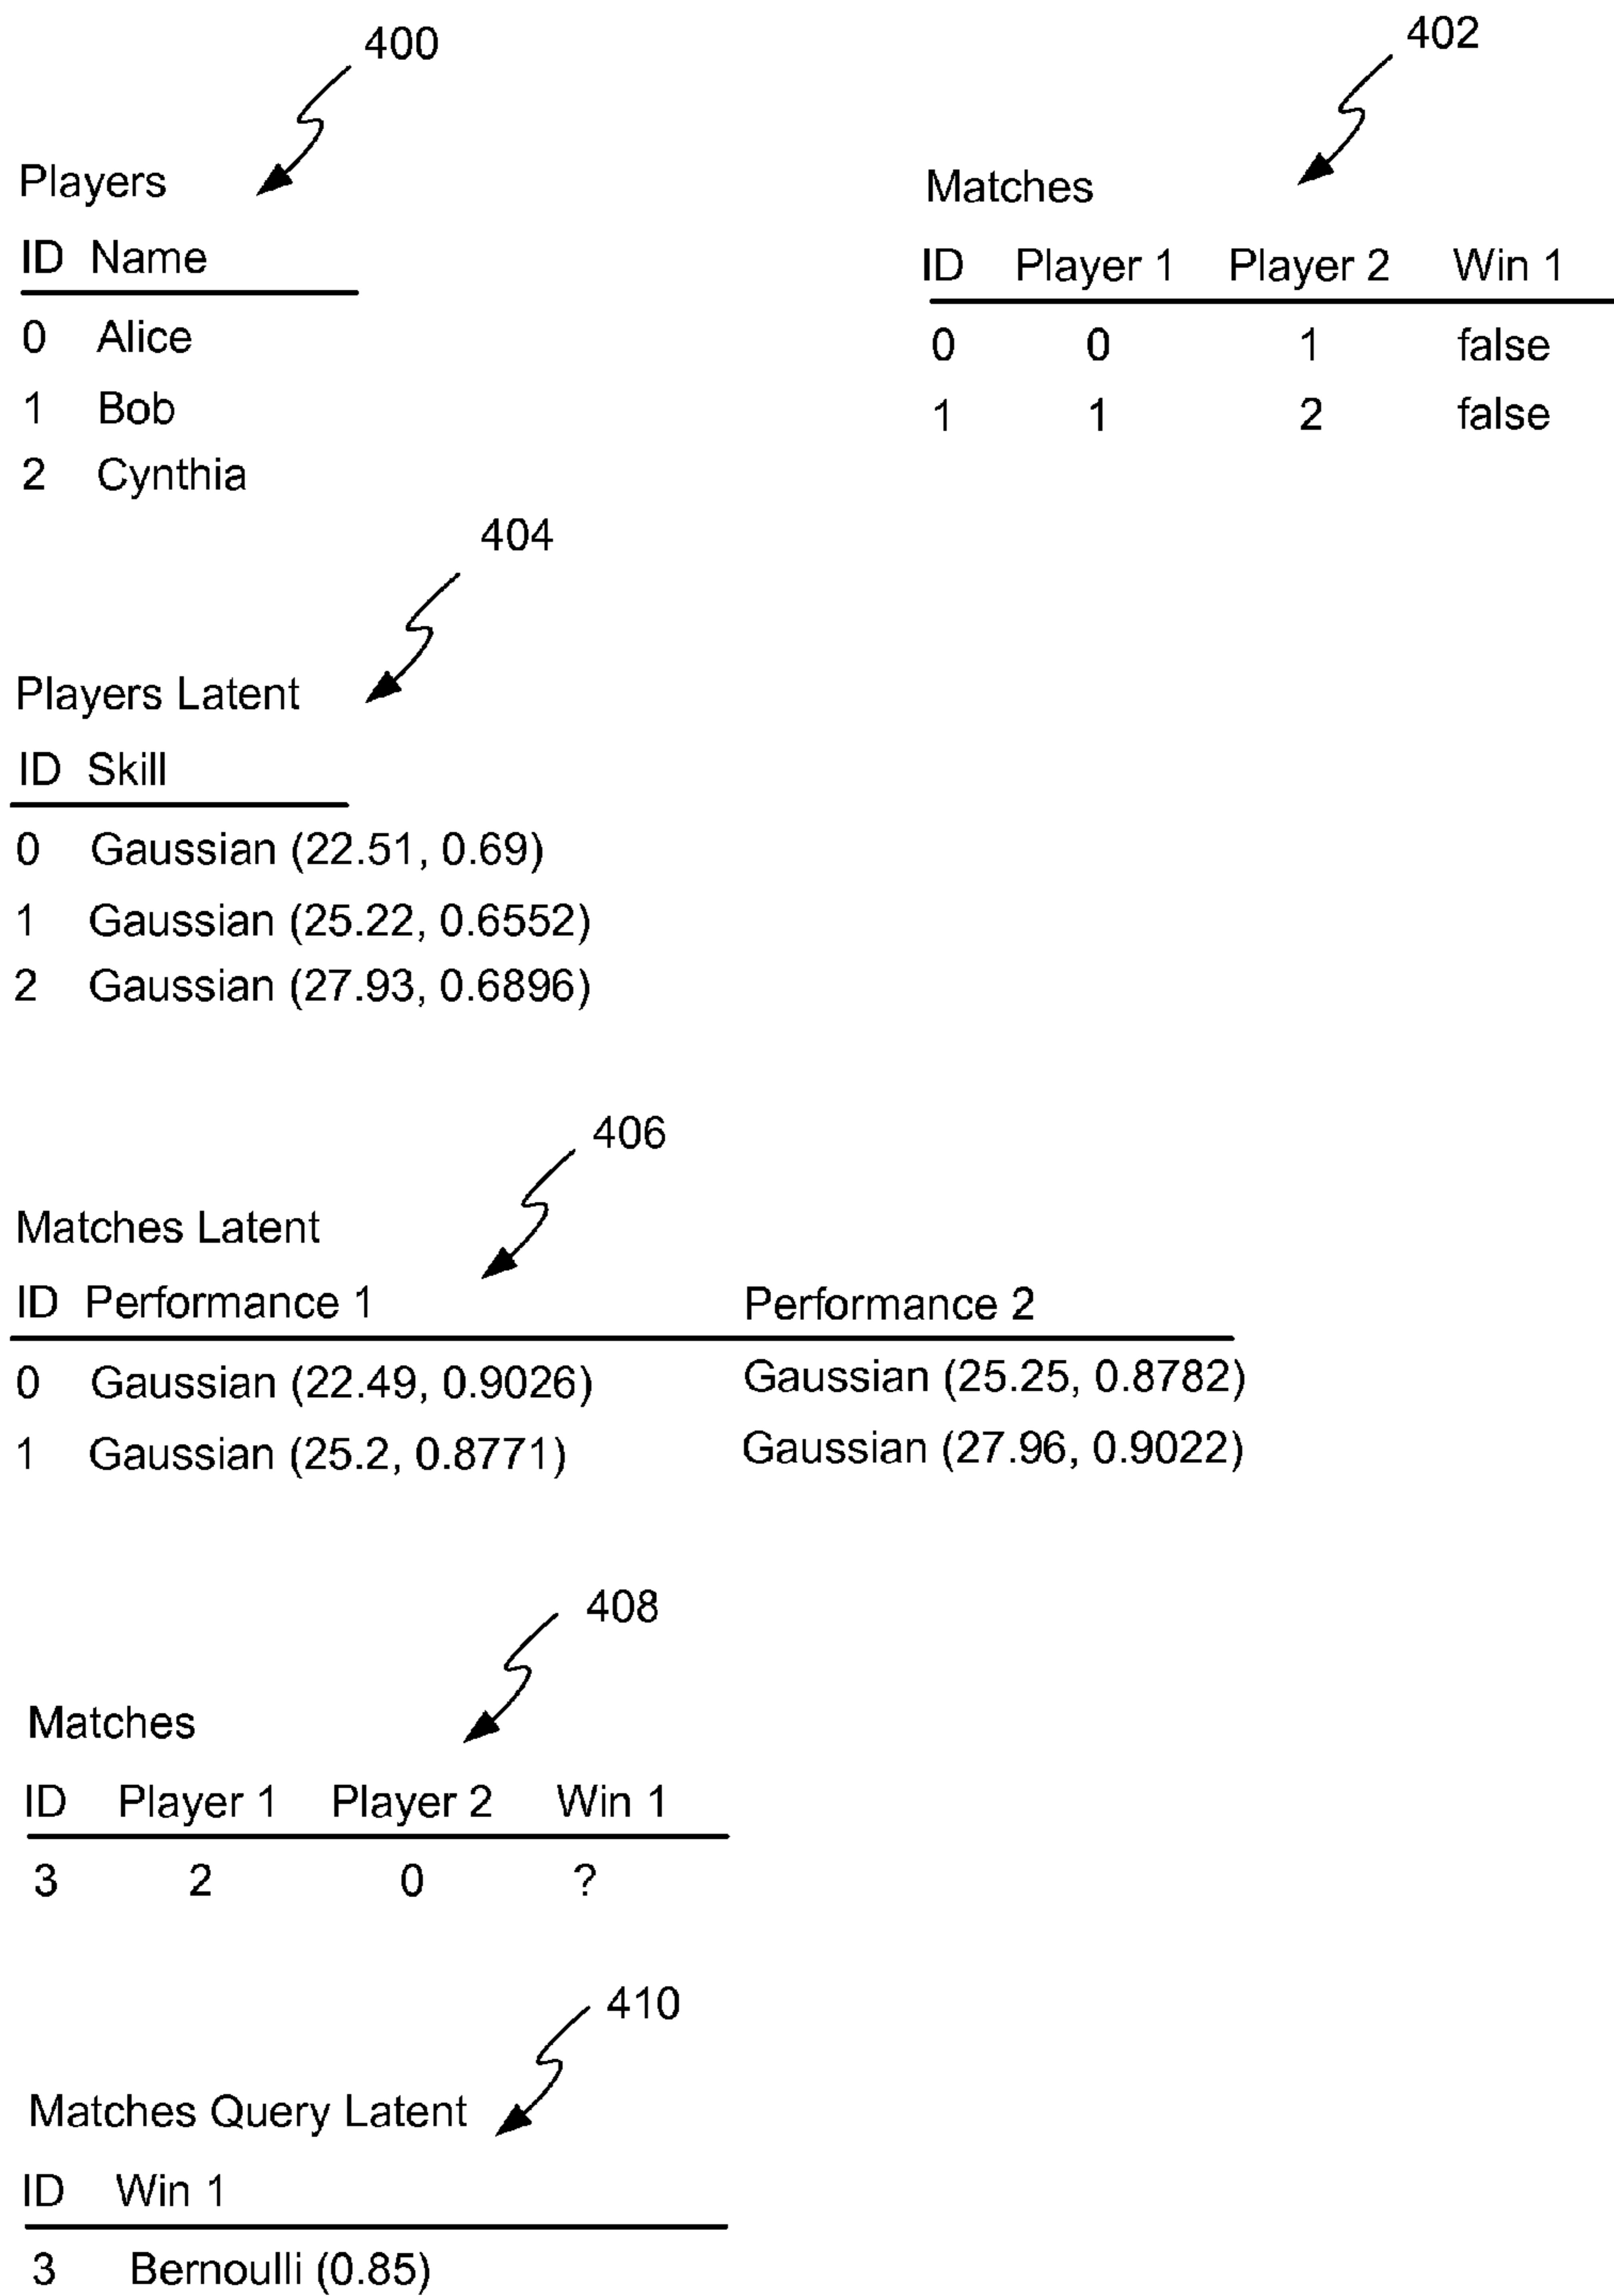 400
402
Players
ID Name
0 Alice
1 Bob
2 Cynthia
Matches
ID Player 1 Player 2 Win 1
0 0 1 false
1 1 2 false
404
Players Latent
ID Skill
0 Gaussian (22.51, 0.69)
1 Gaussian (25.22, 0.6552)
2 Gaussian (27.93, 0.6896)
406
Matches Latent
ID Performance 1 Performance 2
0 Gaussian (22.49, 0.9026) Gaussian (25.25, 0.8782)
1 Gaussian (25.2, 0.8771) Gaussian (27.96, 0.9022)
408
Matches
ID Player 1 Player 2 Win 1
3 2 0 ?
410
Matches Query Latent
ID Win 1
3 Bernoulli (0.85)